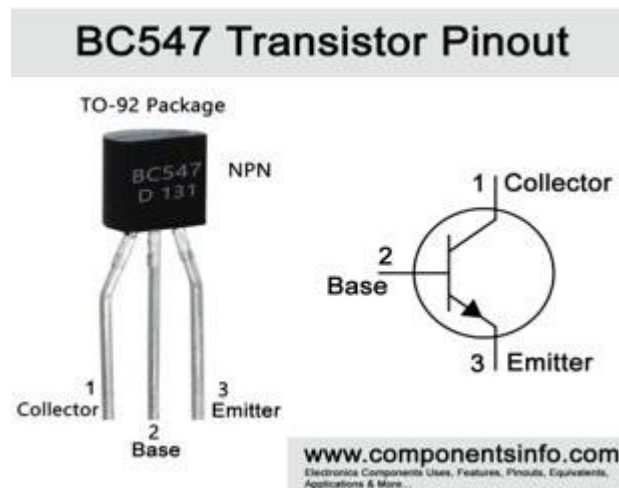 BC547 Transistor Pinout
TO-92 Package
BC547
D 131
NPN
1
Collector
2
Base
3
Emitter
1 Collector
2
Base
3 Emitter
www.componentsinfo.com
Electronics Components Uses, Features, Pinouts, Equivalents,
Applications & More...